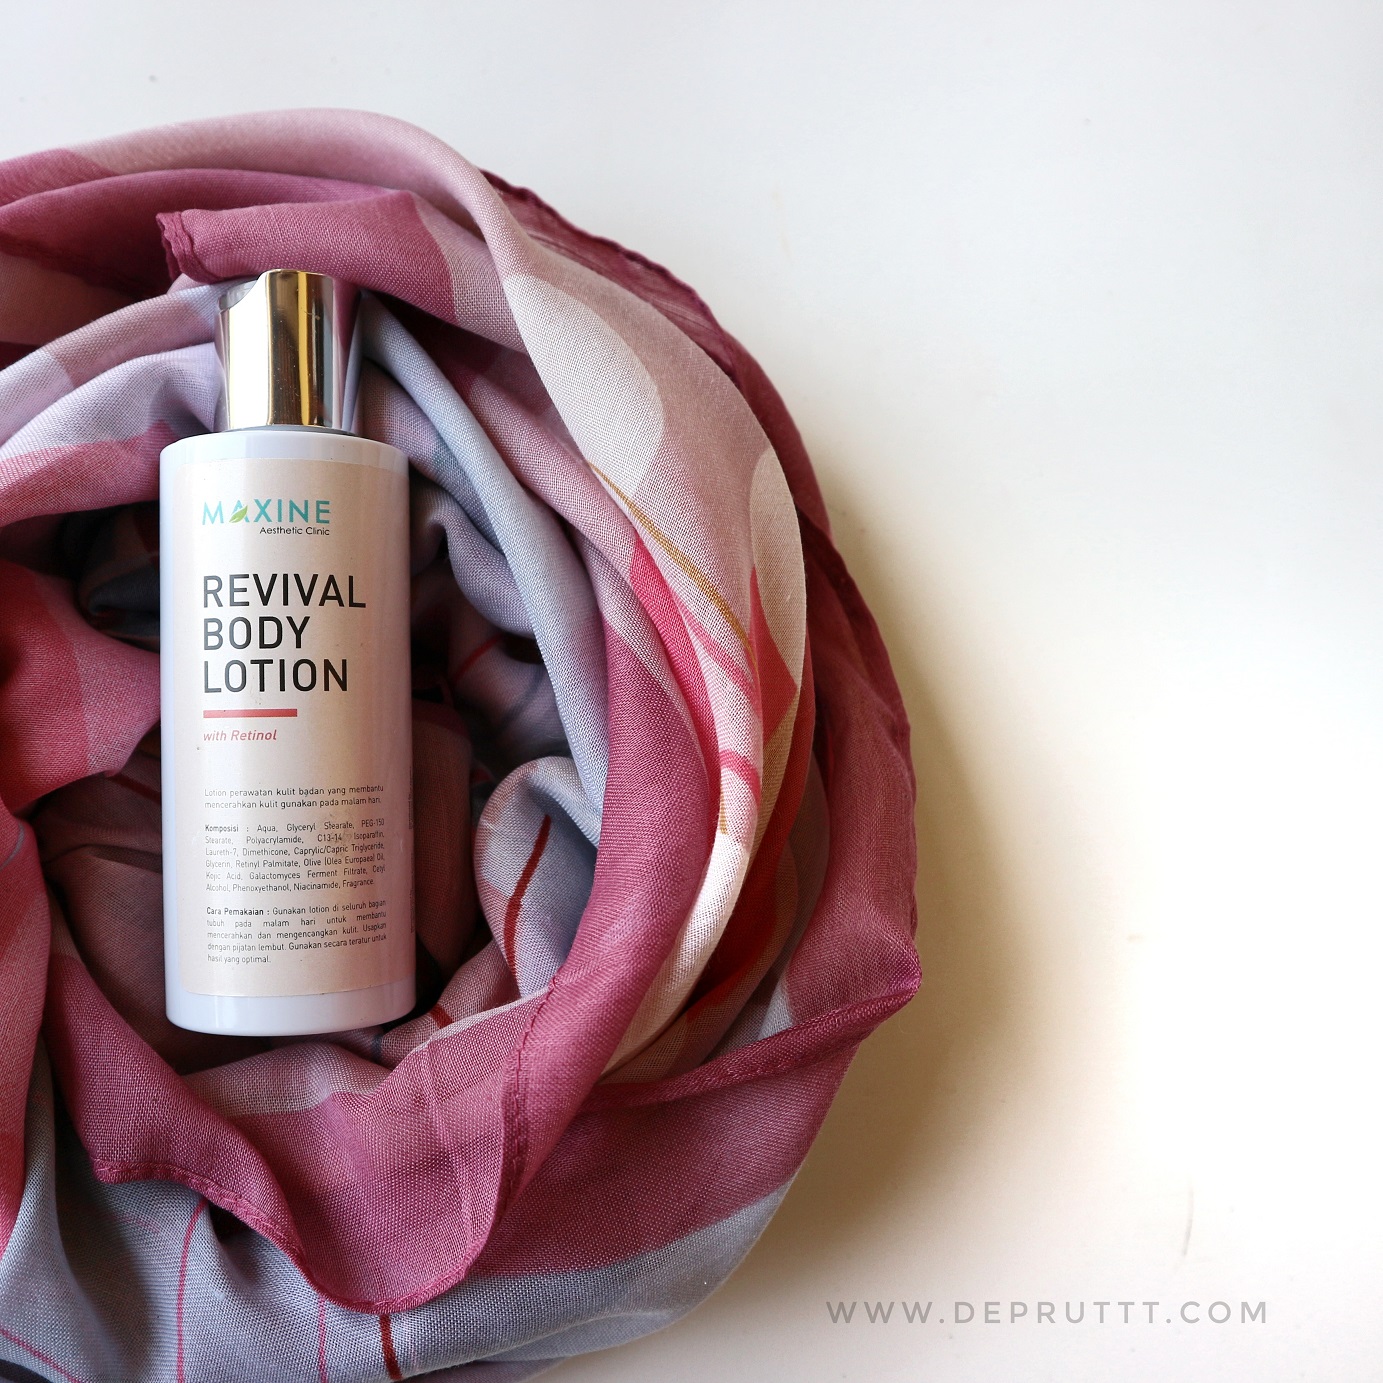 MAXINE
Aesthetic Clinic
REVIVAL
BODY
LOTION
with Retinol
Lotion perawatan kulit badan yang membantu
mencerahkan kulit gunakan pada malam hari.
Komposisi : Aqua, Glyceryl Stearate, PEG-150
Stearate, Polyacrylamide, C13-14 Isoparaffin,
Laureth-7, Dimethicone, Caprylic/Capric Triglyceride,
Glycerin, Retinyl Palmitate, Olive (Olea Europaea) Oil,
Kojic Acid, Galactomyces Ferment Filtrate, Cetyl
Alcohol, Phenoxyethanol, Niacinamide, Fragrance.
Cara Pemakaian : Gunakan lotion di seluruh bagian
tubuh pada malam hari untuk membantu
mencerahkan dan mengencangkan kulit. Usapkan
dengan pijatan lembut. Gunakan secara teratur untuk
hasil yang optimal.
WWW.DEPRUTTT.COM